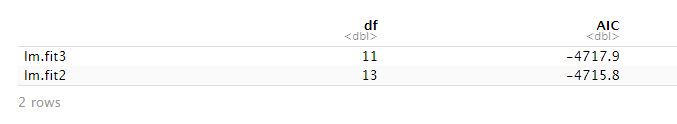 df AIC
<dbl> <dbl>
lm.fit3 11 -4717.9
lm.fit2 13 -4715.8
2 rows